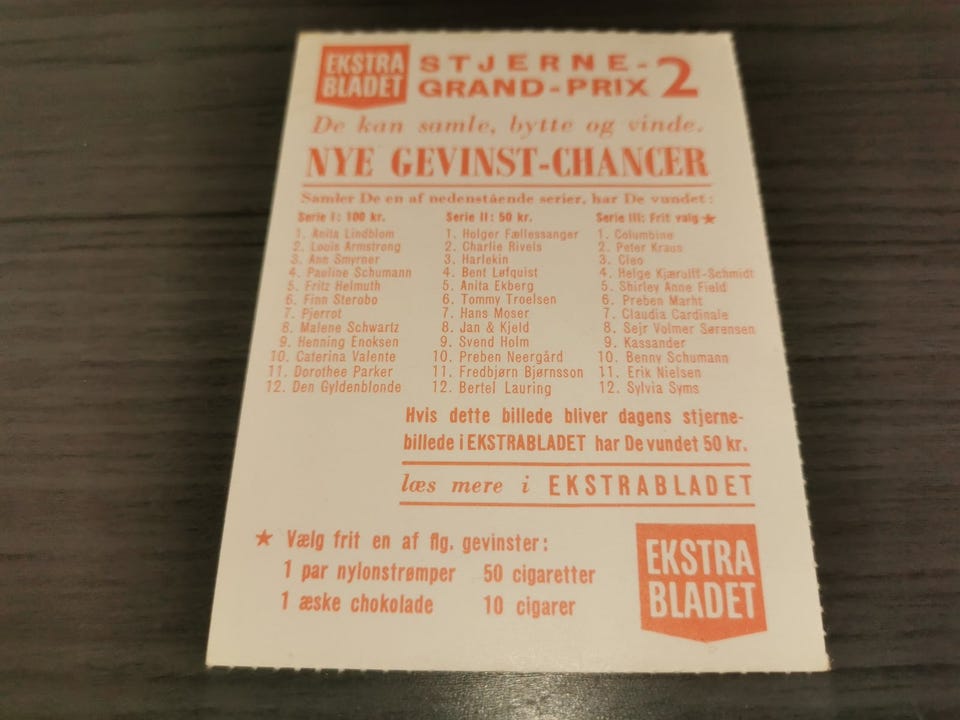 EKSTRA BLADET
STJERNE-
GRAND-PRIX 2
De kan samle, bytte og vinde.
NYE GEVINST-CHANCER
Samler De en af nedenstående serier, har De vundet:
Serie I: 100 kr.
1. Anita Lindblom
2. Louis Armstrong
3. Ann Smyrner
4. Pauline Schumann
5. Fritz Helmuth
6. Finn Sterobo
7. Pjerrot
8. Malene Schwartz
9. Henning Enoksen
10. Caterina Valente
11. Dorothee Parker
12. Den Gyldenblonde
Serie II: 50 kr.
1. Holger Fællessanger
2. Charlie Rivels
3. Harlekin
4. Bent Løfquist
5. Anita Ekberg
6. Tommy Troelsen
7. Hans Moser
8. Jan & Kjeld
9. Svend Holm
10. Preben Neergård
11. Fredbjørn Bjørnsson
12. Bertel Lauring
Serie III: Frit valg ★
1. Columbine
2. Peter Kraus
3. Cleo
4. Helge Kjærulff-Schmidt
5. Shirley Anne Field
6. Preben Marht
7. Claudia Cardinale
8. Sejr Volmer Sørensen
9. Kassander
10. Benny Schumann
11. Erik Nielsen
12. Sylvia Syms
Hvis dette billede bliver dagens stjerne-
billede i EKSTRABLADET har De vundet 50 kr.
læs mere i EKSTRABLADET
★ Vælg frit en af flg. gevinster:
1 par nylonstrømper 50 cigaretter
1 æske chokolade 10 cigarer
EKSTRA
BLADET